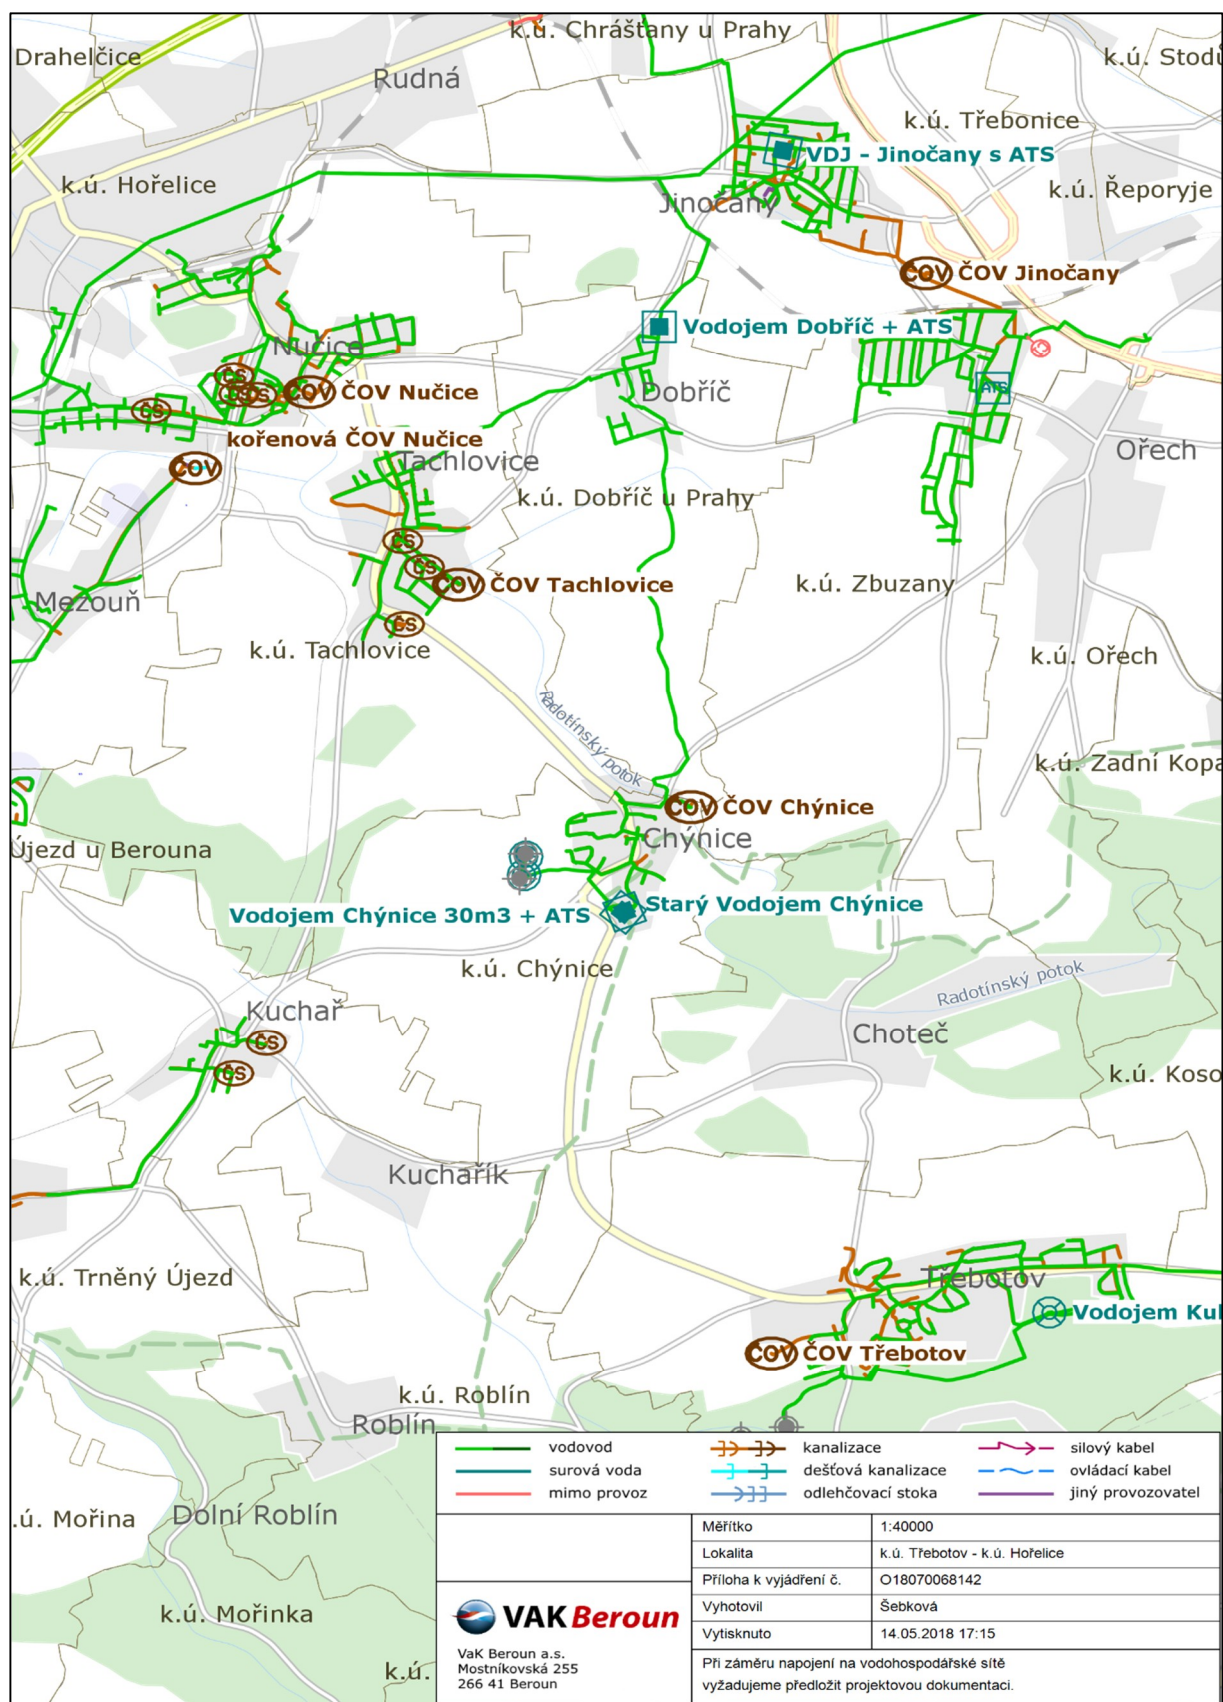 k.ú. Chrášťany u Prahy
Drahelčice
k.ú. Stodů
Rudná
k.ú. Třebonice
VDJ - Jinočany s ATS
k.ú. Hořelice
k.ú. Řeporyje
Jinočany
ČOV ČOV Jinočany
Vodojem Dobříč + ATS
Nučice
ČS
ATS
ČS ČS
ČOV ČOV Nučice
Dobříč
ČS
kořenová ČOV Nučice
Ořech
Tachlovice
ČOV
k.ú. Dobříč u Prahy
ČS
ČS
ČOV ČOV Tachlovice
k.ú. Zbuzany
Mezouň
ČS
k.ú. Tachlovice
k.ú. Ořech
Radotínský potok
k.ú. Zadní Kopa
ČOV ČOV Chýnice
Chýnice
Újezd u Berouna
Starý Vodojem Chýnice
Vodojem Chýnice 30m3 + ATS
k.ú. Chýnice
Radotínský potok
Kuchař
Choteč
ČS
ČS
k.ú. Koso
Kuchařík
k.ú. Trněný Újezd
Třebotov
Vodojem Kul
ČOV ČOV Třebotov
k.ú. Roblín
Roblín
.ú. Mořina
Dolní Roblín
k.ú. Mořinka
k.ú.
vodovod
kanalizace
silový kabel
surová voda
dešťová kanalizace
ovládací kabel
mimo provoz
odlehčovací stoka
jiný provozovatel
Měřítko 1:40000
Lokalita k.ú. Třebotov - k.ú. Hořelice
Příloha k vyjádření č. O18070068142
Vyhotovil Šebková
Vytisknuto 14.05.2018 17:15
VAK Beroun
VaK Beroun a.s.
Mostníkovská 255
266 41 Beroun
Při záměru napojení na vodohospodářské sítě
vyžadujeme předložit projektovou dokumentaci.